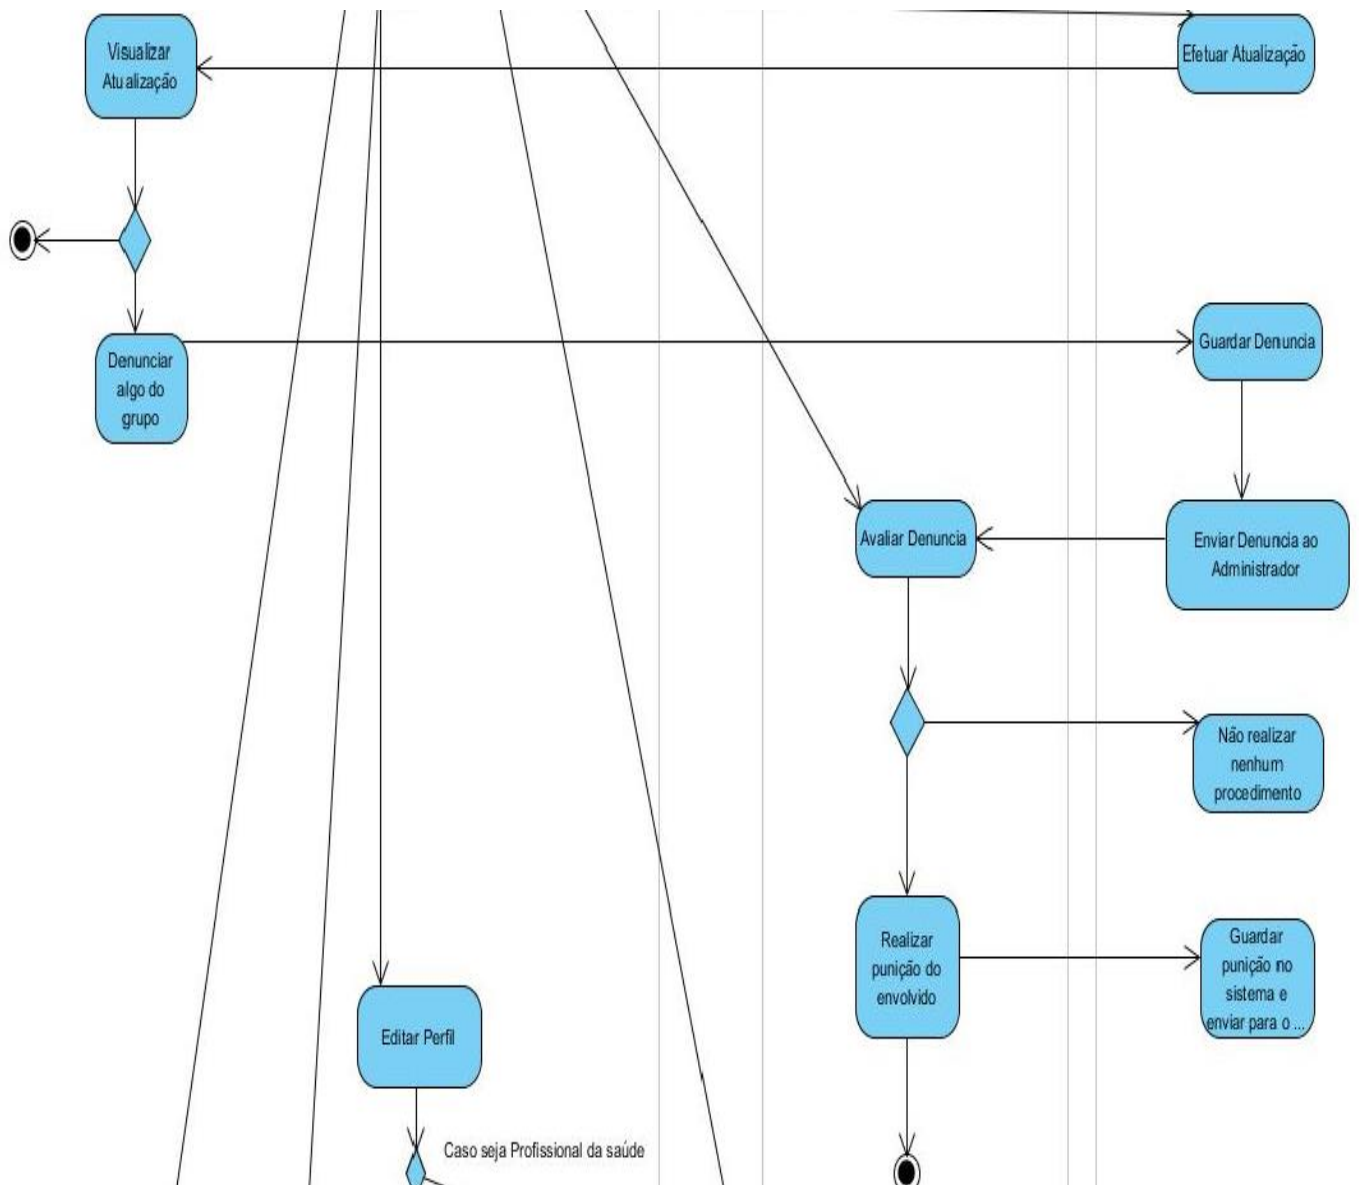 Visualizar
Atualização
Efetuar Atualização
Denunciar
algo do
grupo
Guardar Denuncia
Avaliar Denuncia
Enviar Denuncia ao
Administrador
Não realizar
nenhum
procedimento
Realizar
punição do
envolvido
Guardar
punição no
sistema e
enviar para o ...
Editar Perfil
Caso seja Profissional da saúde